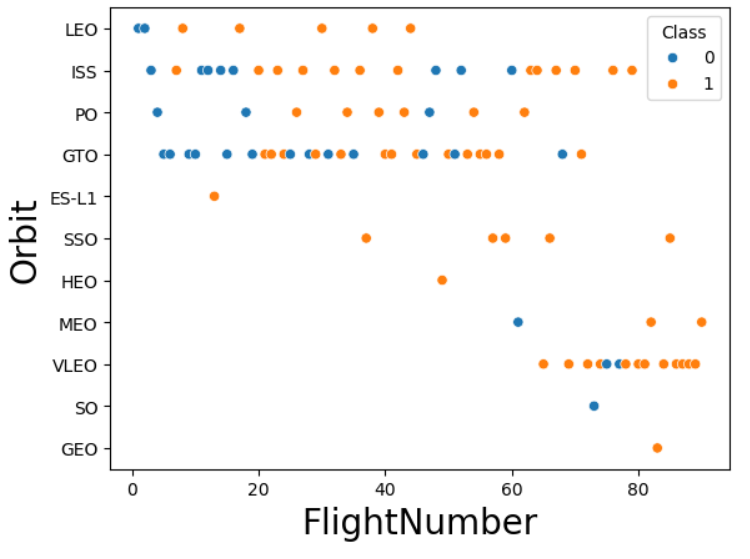 LEO
ISS
PO
GTO
ES-L1
SSO
HEO
MEO
VLEO
SO
GEO
Orbit
0 20 40 60 80
FlightNumber
Class
0
1